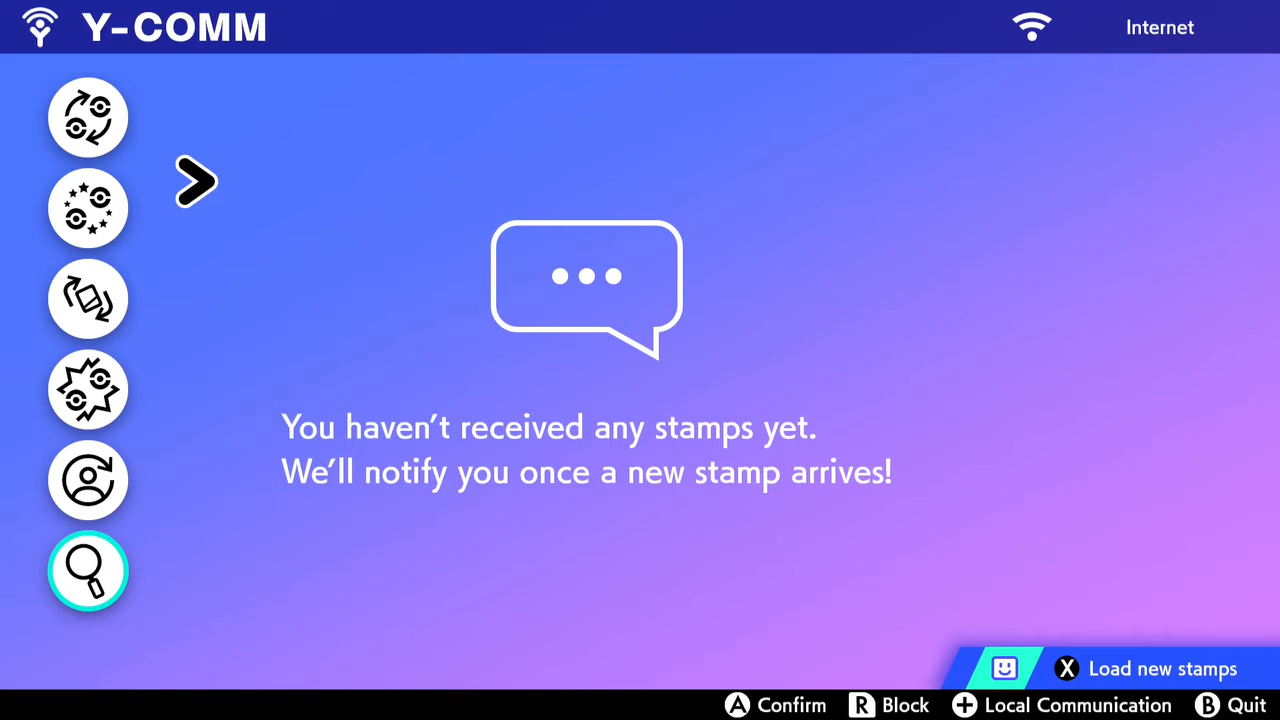 Y-COMM
Internet
You haven't received any stamps yet.
We'll notify you once a new stamp arrives!
X Load new stamps
A Confirm R Block + Local Communication B Quit